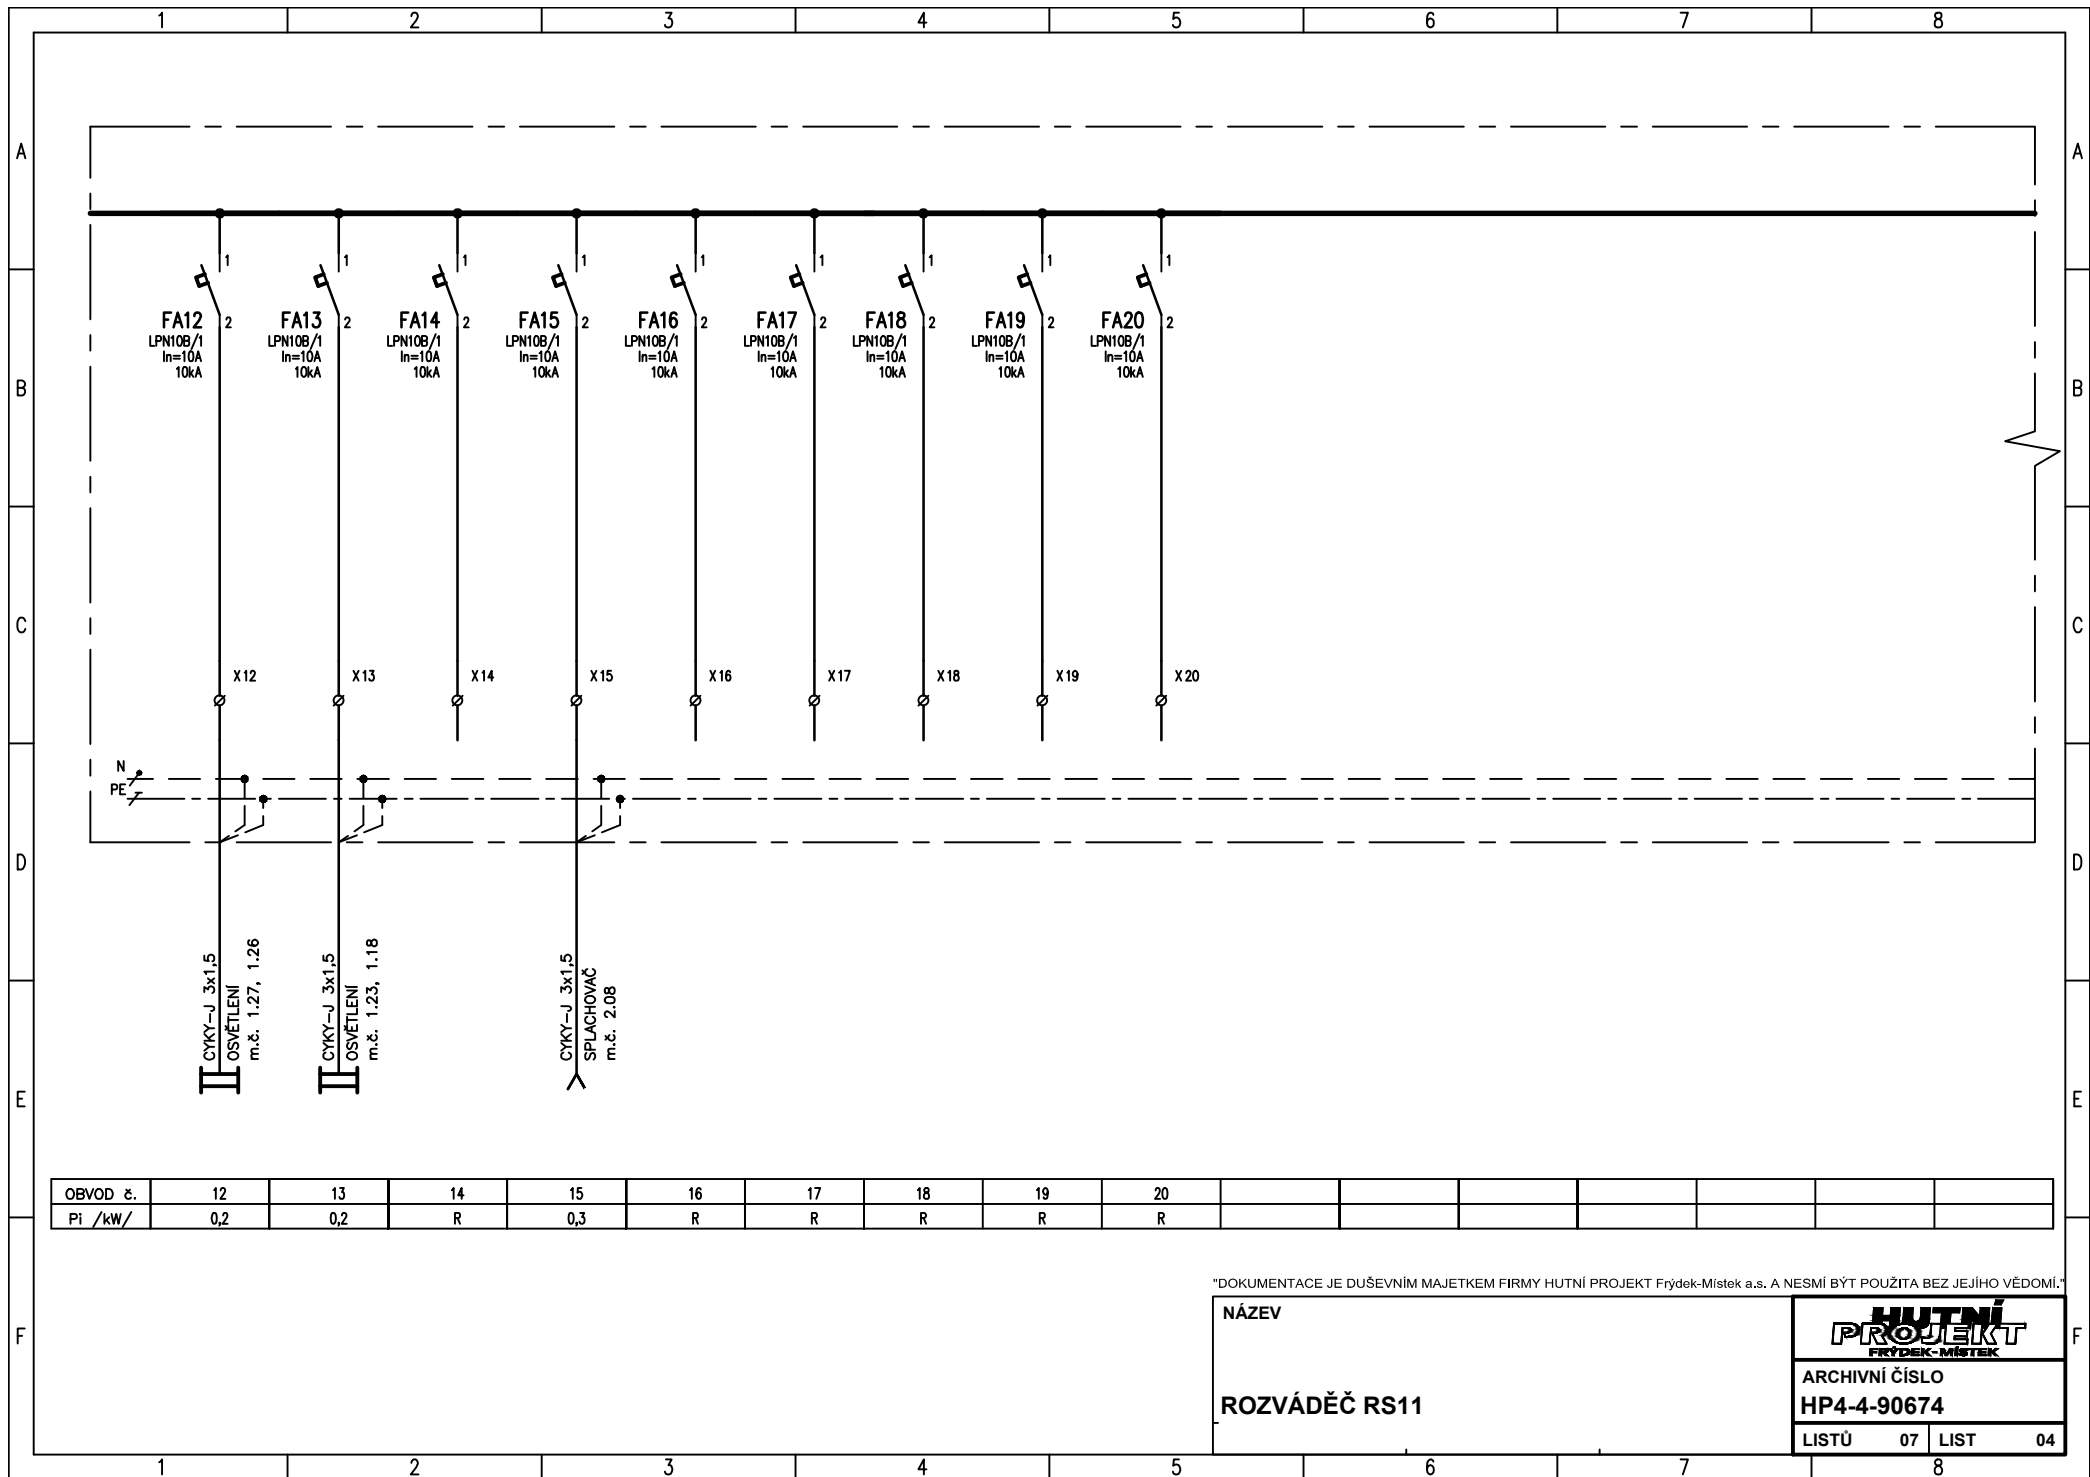 1 2 3 4 5 6 7 8
A A
1 1 1 1 1 1 1 1 1
FA12 2 FA13 2 FA14 2 FA15 2 FA16 2 FA17 2 FA18 2 FA19 2 FA20 2
LPN10B/1 LPN10B/1 LPN10B/1 LPN10B/1 LPN10B/1 LPN10B/1 LPN10B/1 LPN10B/1 LPN10B/1
In=10A In=10A In=10A In=10A In=10A In=10A In=10A In=10A In=10A
10kA 10kA 10kA 10kA 10kA 10kA 10kA 10kA 10kA
B B
C C
X12 X13 X14 X15 X16 X17 X18 X19 X20
N
PE
D D
CYKY-J 3x1,5
OSVĚTLENÍ
m.č. 1.27, 1.26
CYKY-J 3x1,5
OSVĚTLENÍ
m.č. 1.23, 1.18
CYKY-J 3x1,5
SPLACHOVAČ
m.č. 2.08
E E
OBVOD č. 12 13 14 15 16 17 18 19 20
Pi /kW/ 0,2 0,2 R 0,3 R R R R R
"DOKUMENTACE JE DUŠEVNÍM MAJETKEM FIRMY HUTNÍ PROJEKT Frýdek-Místek a.s. A NESMÍ BÝT POUŽITA BEZ JEJÍHO VĚDOMÍ."
NÁZEV
HUTNÍ
PROJEKT
FRÝDEK-MÍSTEK
F F
ARCHIVNÍ ČÍSLO
ROZVÁDĚČ RS11
HP4-4-90674
LISTŮ 07 LIST 04
1 2 3 4 5 6 7 8